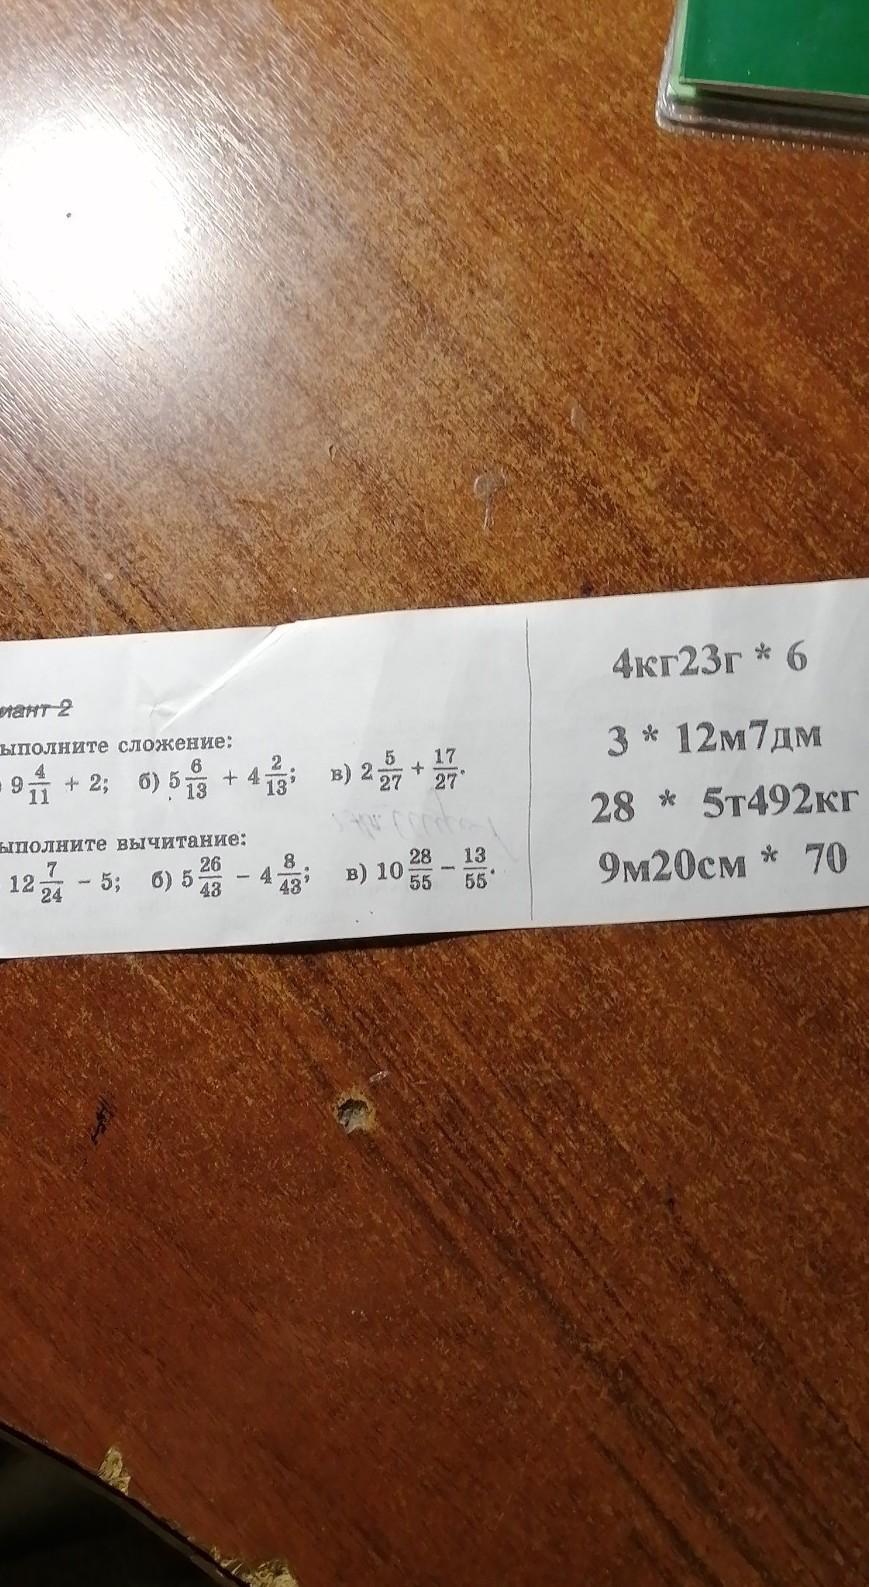 иант 2
ыполните сложение:
9 4/11 + 2; б) 5 6/13 + 4 2/13; в) 2 5/27 + 17/27.
ыполните вычитание:
12 7/24 - 5; б) 5 26/43 - 4 8/43; в) 10 28/55 - 13/55.
4кг23г * 6
3 * 12м7дм
28 * 5т492кг
9м20см * 70